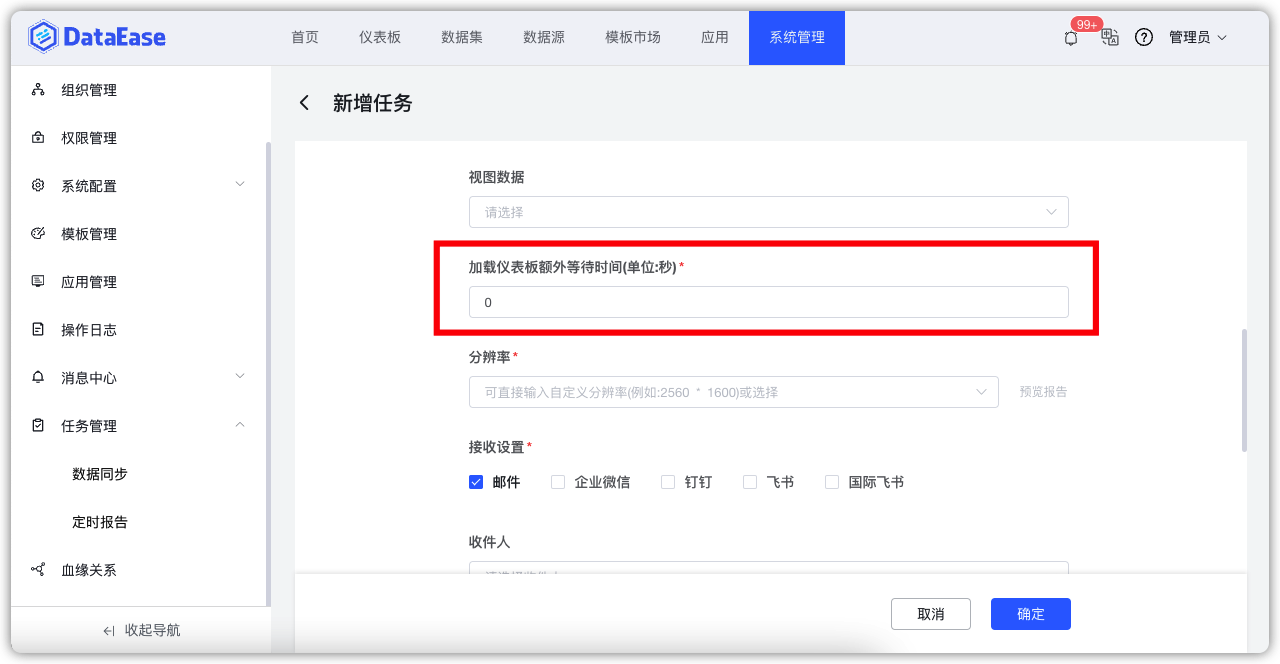 DataEase
首页 仪表板 数据集 数据源 模板市场 应用 系统管理 99+ 管理员
组织管理
权限管理
系统配置
模板管理
应用管理
操作日志
消息中心
任务管理
数据同步
定时报告
血缘关系
收起导航
新增任务
视图数据
请选择
加载仪表板额外等待时间(单位:秒)*
0
分辨率*
可直接输入自定义分辨率(例如:2560 * 1600)或选择 预览报告
接收设置*
邮件 企业微信 钉钉 飞书 国际飞书
收件人
取消 确定